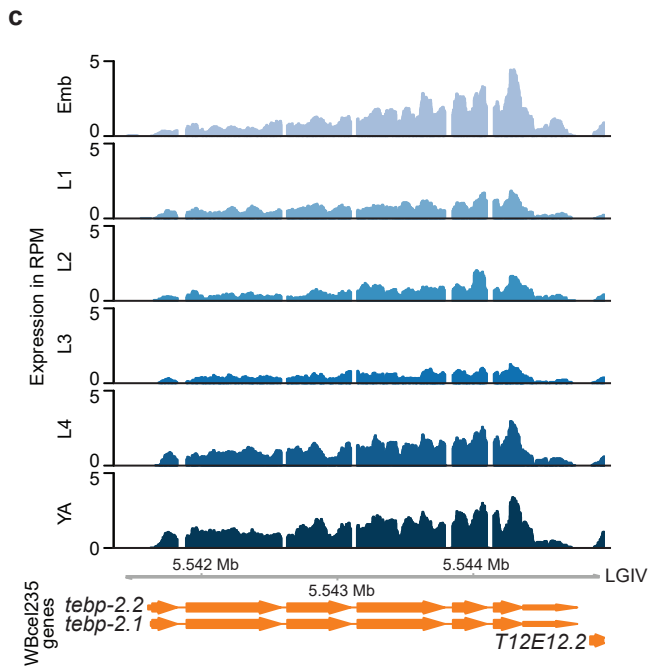 c
Expression in RPM
Emb
5
0
L1
5
0
L2
5
0
L3
5
0
L4
5
0
YA
5
0
5.542 Mb
5.544 Mb
5.543 Mb
LGIV
WBcel235
genes
tebp-2.2
tebp-2.1
T12E12.2